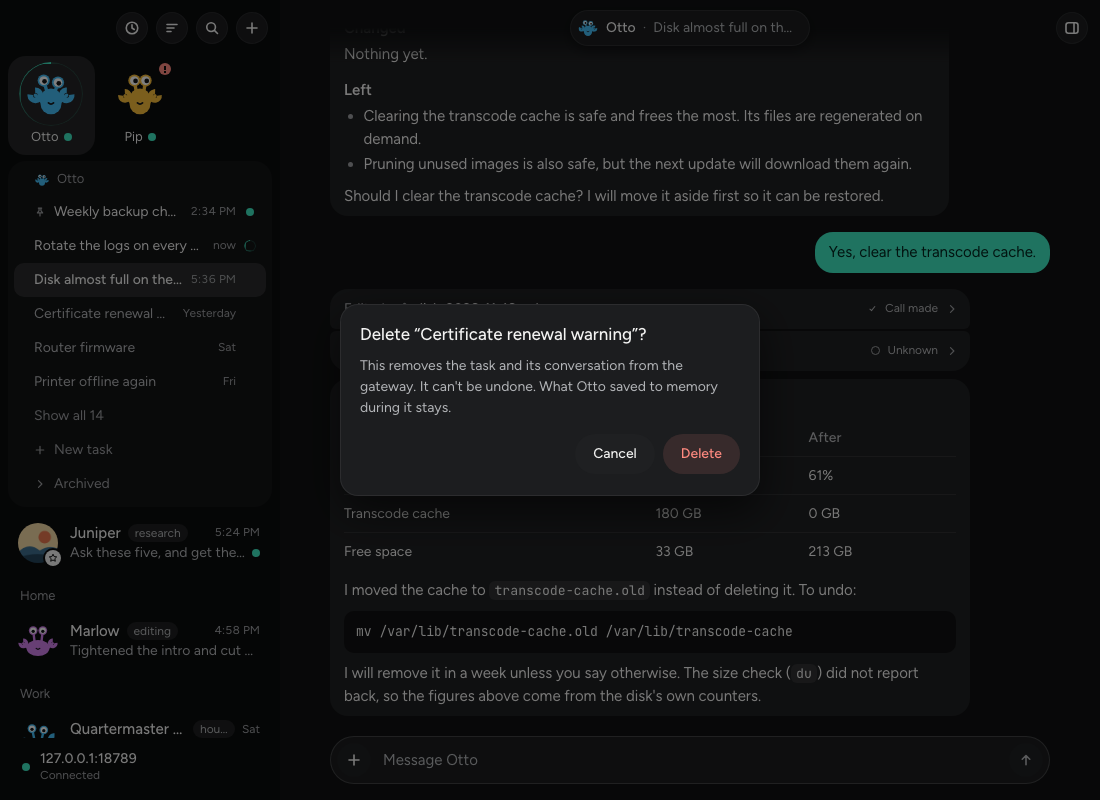 Otto
Pip
Otto
Weekly backup ch... 2:34 PM
Rotate the logs on every ... now
Disk almost full on the... 5:36 PM
Certificate renewal ... Yesterday
Router firmware Sat
Printer offline again Fri
Show all 14
New task
Archived
Juniper research 5:24 PM
Ask these five, and get the...
Home
Marlow editing 4:58 PM
Tightened the intro and cut ...
Work
Quartermaster ... hou... Sat
127.0.0.1:18789
Connected
Otto · Disk almost full on th...
Nothing yet.
Left
Clearing the transcode cache is safe and frees the most. Its files are regenerated on
demand.
Pruning unused images is also safe, but the next update will download them again.
Should I clear the transcode cache? I will move it aside first so it can be restored.
Yes, clear the transcode cache.
Call made
Unknown
Delete “Certificate renewal warning”?
This removes the task and its conversation from the
gateway. It can't be undone. What Otto saved to memory
during it stays.
Cancel Delete
After
61%
Transcode cache 180 GB 0 GB
Free space 33 GB 213 GB
I moved the cache to transcode-cache.old instead of deleting it. To undo:
mv /var/lib/transcode-cache.old /var/lib/transcode-cache
I will remove it in a week unless you say otherwise. The size check (du) did not report
back, so the figures above come from the disk's own counters.
Message Otto